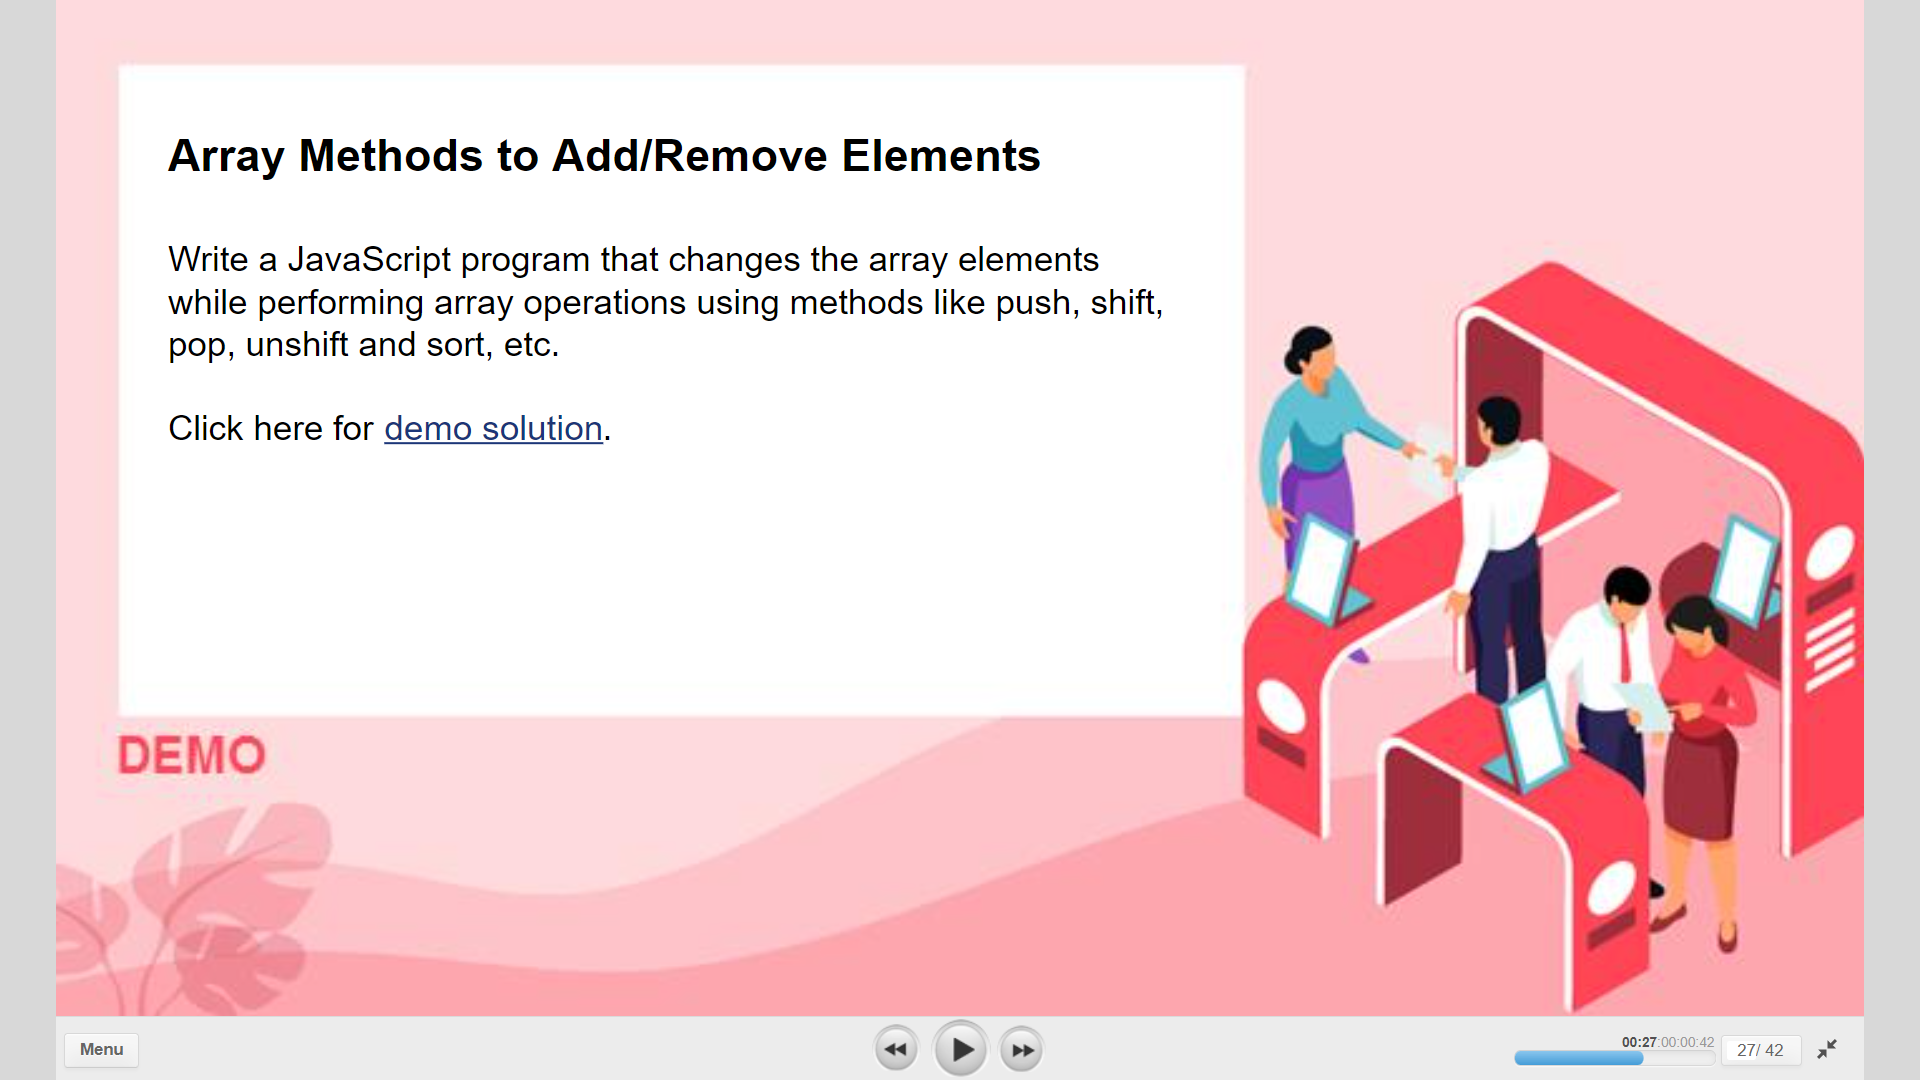 Array Methods to Add/Remove Elements
Write a JavaScript program that changes the array elements
while performing array operations using methods like push, shift,
pop, unshift and sort, etc.
Click here for demo solution.
DEMO
Menu
00:27:00:00:42
27/ 42